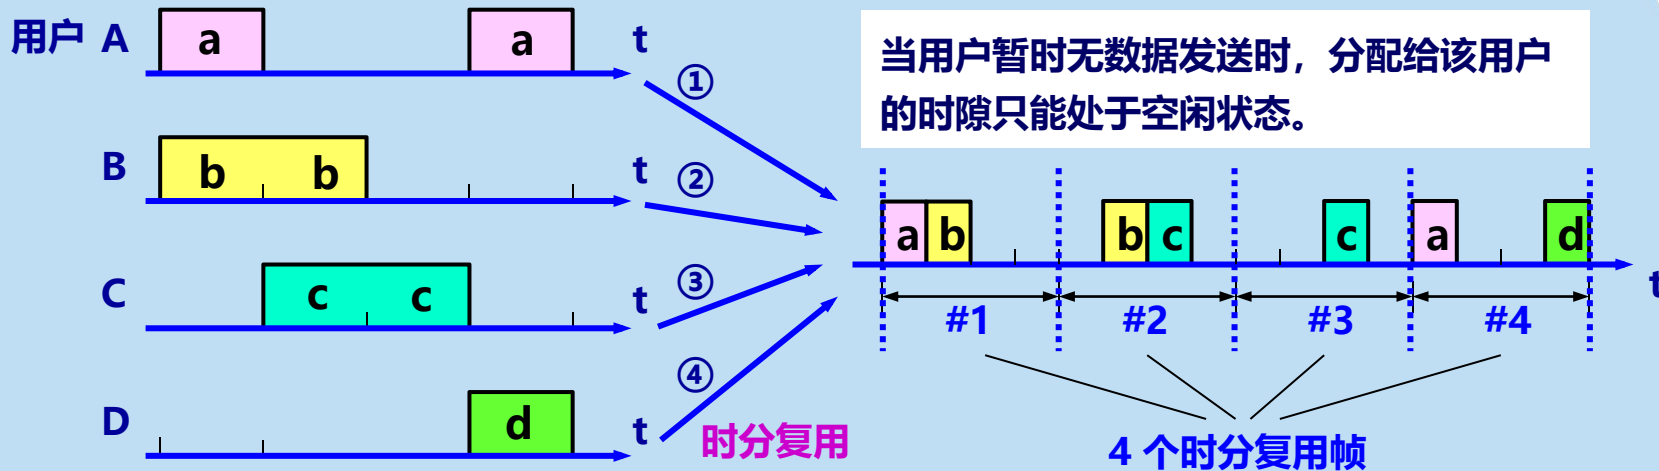 用户 A a a t
①
当用户暂时无数据发送时，分配给该用户
的时隙只能处于空闲状态。
B b b t
②
a b b c c a d
t
C c c t
③
#1 #2 #3 #4
④
D d t
时分复用
4 个时分复用帧